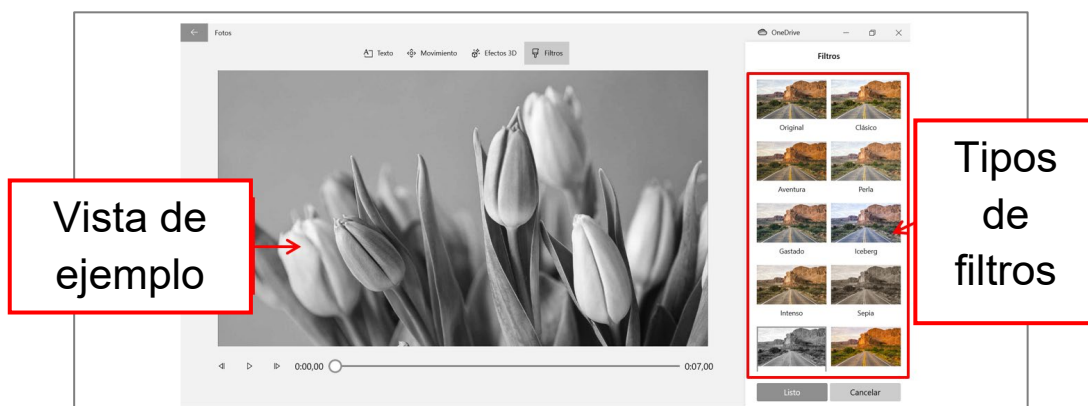 Fotos
OneDrive
Texto
Movimiento
Efectos 3D
Filtros
Filtros
Original
Clásico
Aventura
Perla
Gastado
Iceberg
Intenso
Sepia
Vista de
ejemplo
Tipos
de
filtros
0:00,00
0:07,00
Listo
Cancelar